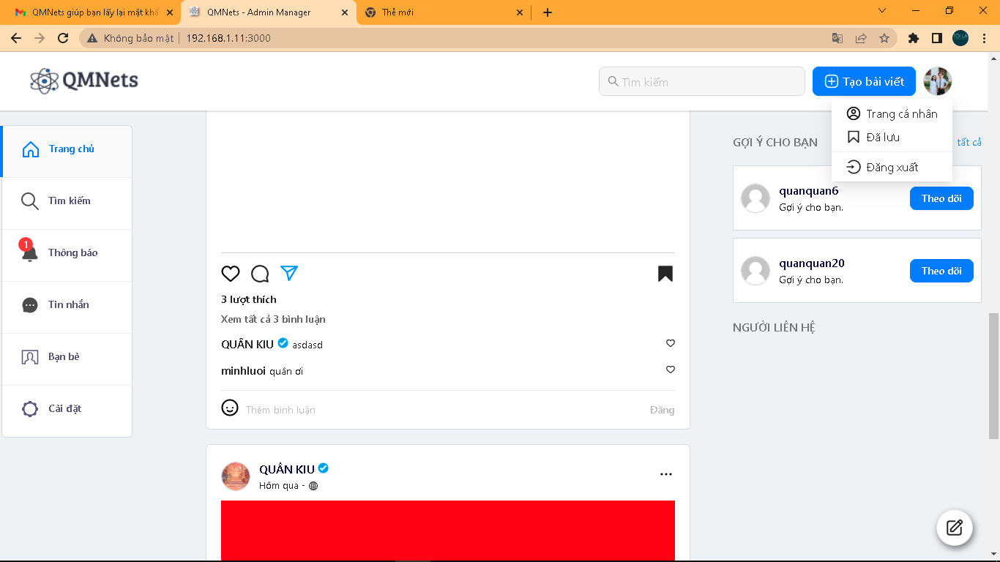 QMNets giúp bạn lấy lại mật khẩ
QMNets - Admin Manager
Thẻ mới
Không bảo mật
192.168.1.11:3000
QMNets
Tìm kiếm
Tạo bài viết
Trang cá nhân
Đã lưu
Đăng xuất
Trang chủ
Tìm kiếm
1
Thông báo
Tin nhắn
Bạn bè
Cài đặt
3 lượt thích
Xem tất cả 3 bình luận
QUÂN KIU asdasd
minhluoi quân ơi
Thêm bình luận
Đăng
QUÂN KIU
Hôm qua -
GỢI Ý CHO BẠN
tất cả
quanquan6
Gợi ý cho bạn.
Theo dõi
quanquan20
Gợi ý cho bạn.
Theo dõi
NGƯỜI LIÊN HỆ